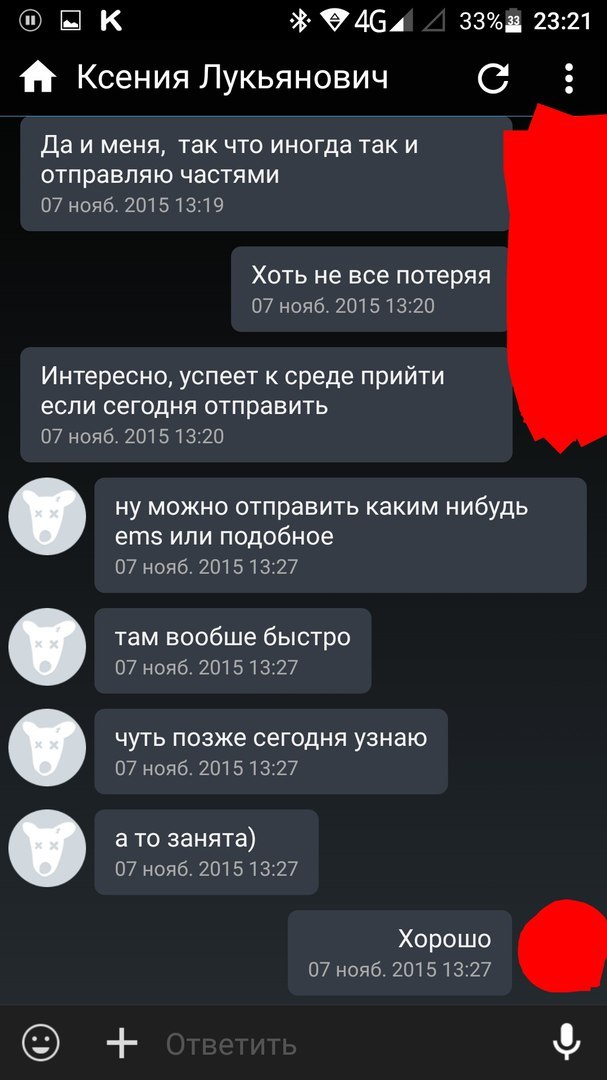 4G 33% 33 23:21
Ксения Лукьянович
Да и меня, так что иногда так и
отправляю частями
07 нояб. 2015 13:19
Хоть не все потеряя
07 нояб. 2015 13:20
Интересно, успеет к среде прийти
если сегодня отправить
07 нояб. 2015 13:20
ну можно отправить каким нибудь
ems или подобное
07 нояб. 2015 13:27
там вообше быстро
07 нояб. 2015 13:27
чуть позже сегодня узнаю
07 нояб. 2015 13:27
а то занята)
07 нояб. 2015 13:27
Хорошо
07 нояб. 2015 13:27
Ответить